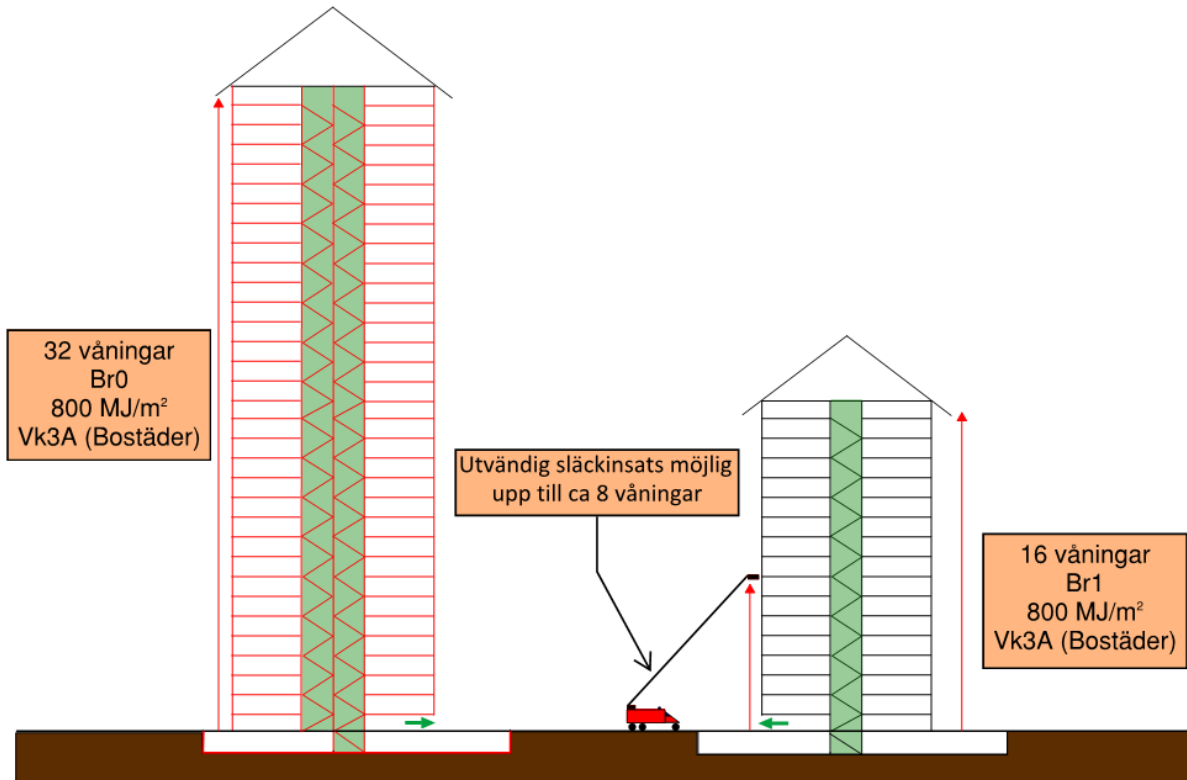 32 våningar
Br0
800 MJ/m²
Vk3A (Bostäder)
Utvändig släckinsats möjlig
upp till ca 8 våningar
16 våningar
Br1
800 MJ/m²
Vk3A (Bostäder)